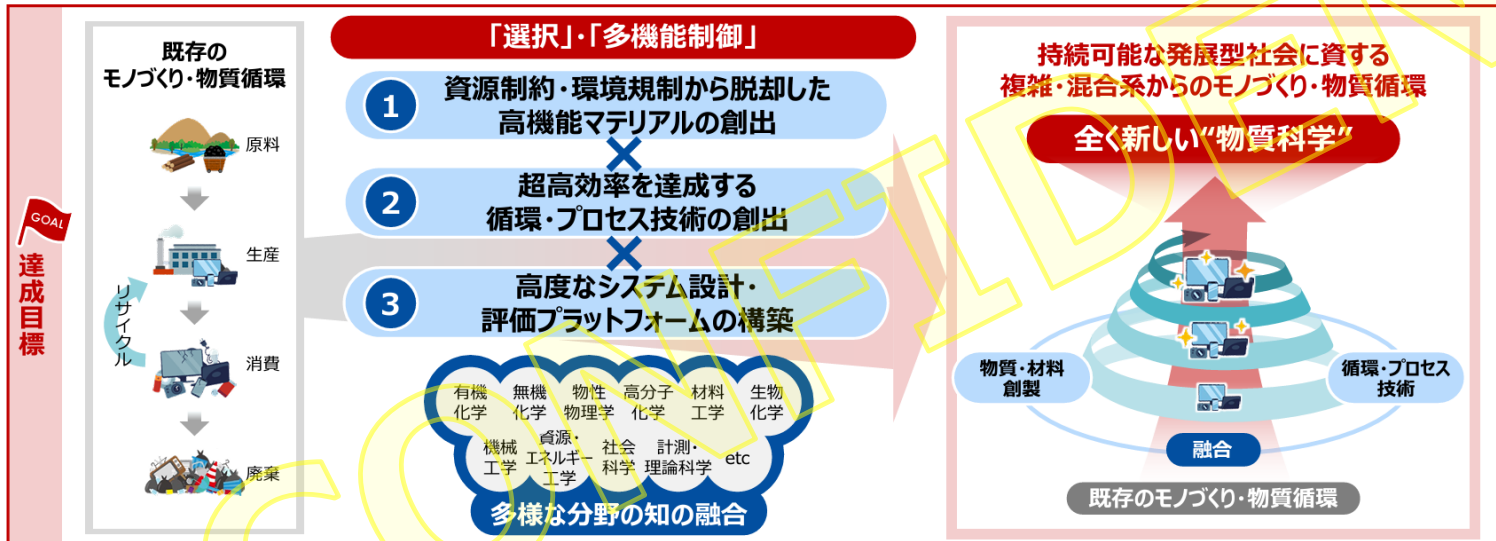 GOAL
達成目標
既存の
モノづくり・物質循環
原料
生産
リサイクル
消費
廃棄
「選択」・「多機能制御」
1
資源制約・環境規制から脱却した
高機能マテリアルの創出
×
2
超高効率を達成する
循環・プロセス技術の創出
×
3
高度なシステム設計・
評価プラットフォームの構築
有機
化学
無機
化学
物性
物理学
高分子
化学
材料
工学
生物
化学
機械
工学
資源・
エネルギー
工学
社会
科学
計測・
理論科学
etc
多様な分野の知の融合
持続可能な発展型社会に資する
複雑・混合系からのモノづくり・物質循環
全く新しい“物質科学”
物質・材料
創製
循環・プロセス
技術
融合
既存のモノづくり・物質循環
CONFIDEN